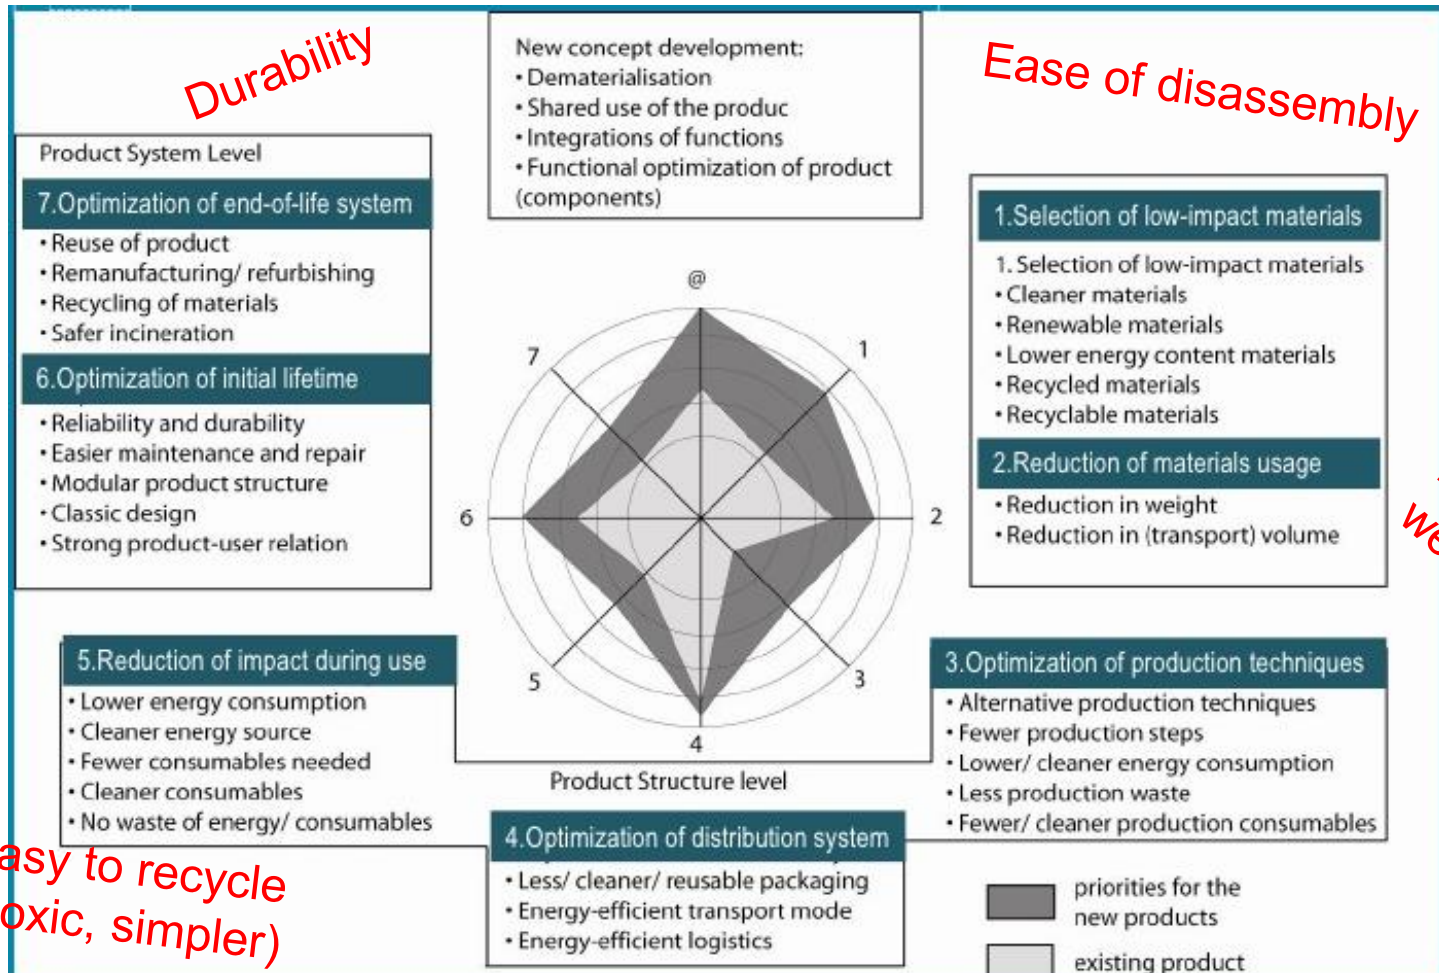 Durability
New concept development:
• Dematerialisation
• Shared use of the produc
• Integrations of functions
• Functional optimization of product
(components)
Ease of disassembly
Product System Level
7.Optimization of end-of-life system
• Reuse of product
• Remanufacturing/ refurbishing
• Recycling of materials
• Safer incineration
6.Optimization of initial lifetime
• Reliability and durability
• Easier maintenance and repair
• Modular product structure
• Classic design
• Strong product-user relation
1.Selection of low-impact materials
1. Selection of low-impact materials
• Cleaner materials
• Renewable materials
• Lower energy content materials
• Recycled materials
• Recyclable materials
2.Reduction of materials usage
• Reduction in weight
• Reduction in (transport) volume
we
@
7
1
6
2
5
3
4
Product Structure level
5.Reduction of impact during use
• Lower energy consumption
• Cleaner energy source
• Fewer consumables needed
• Cleaner consumables
• No waste of energy/ consumables
3.Optimization of production techniques
• Alternative production techniques
• Fewer production steps
• Lower/ cleaner energy consumption
• Less production waste
• Fewer/ cleaner production consumables
4.Optimization of distribution system
• Less/ cleaner/ reusable packaging
• Energy-efficient transport mode
• Energy-efficient logistics
asy to recycle
oxic, simpler)
priorities for the
new products
existing product